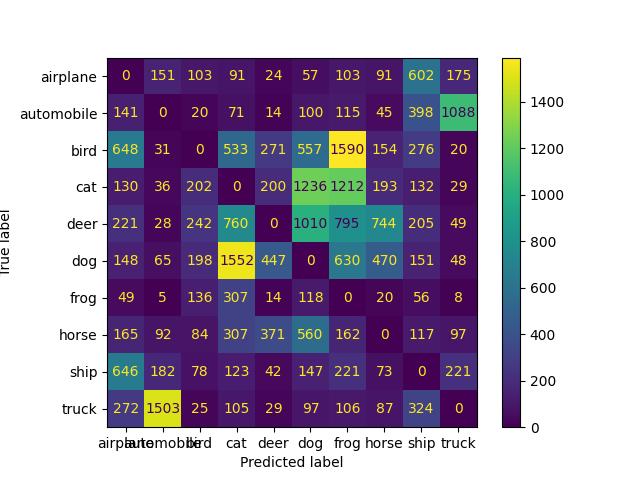 airplane 0 151 103 91 24 57 103 91 602 175
automobile 141 0 20 71 14 100 115 45 398 1088
bird 648 31 0 533 271 557 1590 154 276 20
cat 130 36 202 0 200 1236 1212 193 132 29
deer 221 28 242 760 0 1010 795 744 205 49
dog 148 65 198 1552 447 0 630 470 151 48
frog 49 5 136 307 14 118 0 20 56 8
horse 165 92 84 307 371 560 162 0 117 97
ship 646 182 78 123 42 147 221 73 0 221
truck 272 1503 25 105 29 97 106 87 324 0
airplane automobile bird cat deer dog frog horse ship truck
Predicted label
True label
1400
1200
1000
800
600
400
200
0